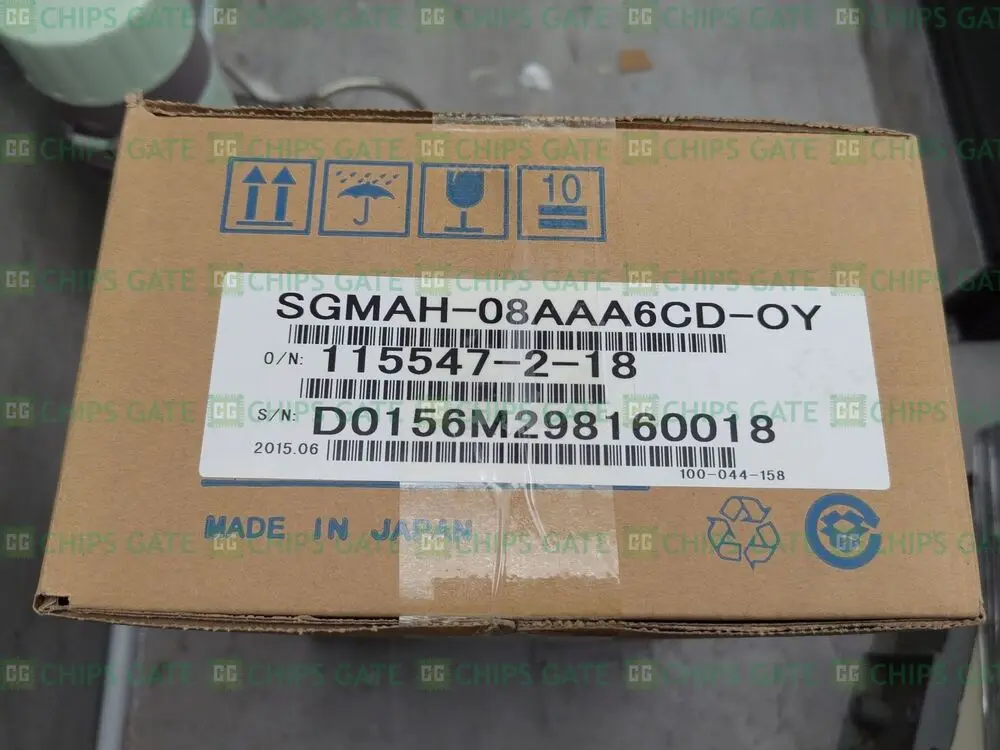 CHIPS GATE
10
SGMAH-08AAA6CD-OY
O/N: 115547-2-18
S/N: D0156M298160018
2015.06
100-044-158
MADE IN JAPAN